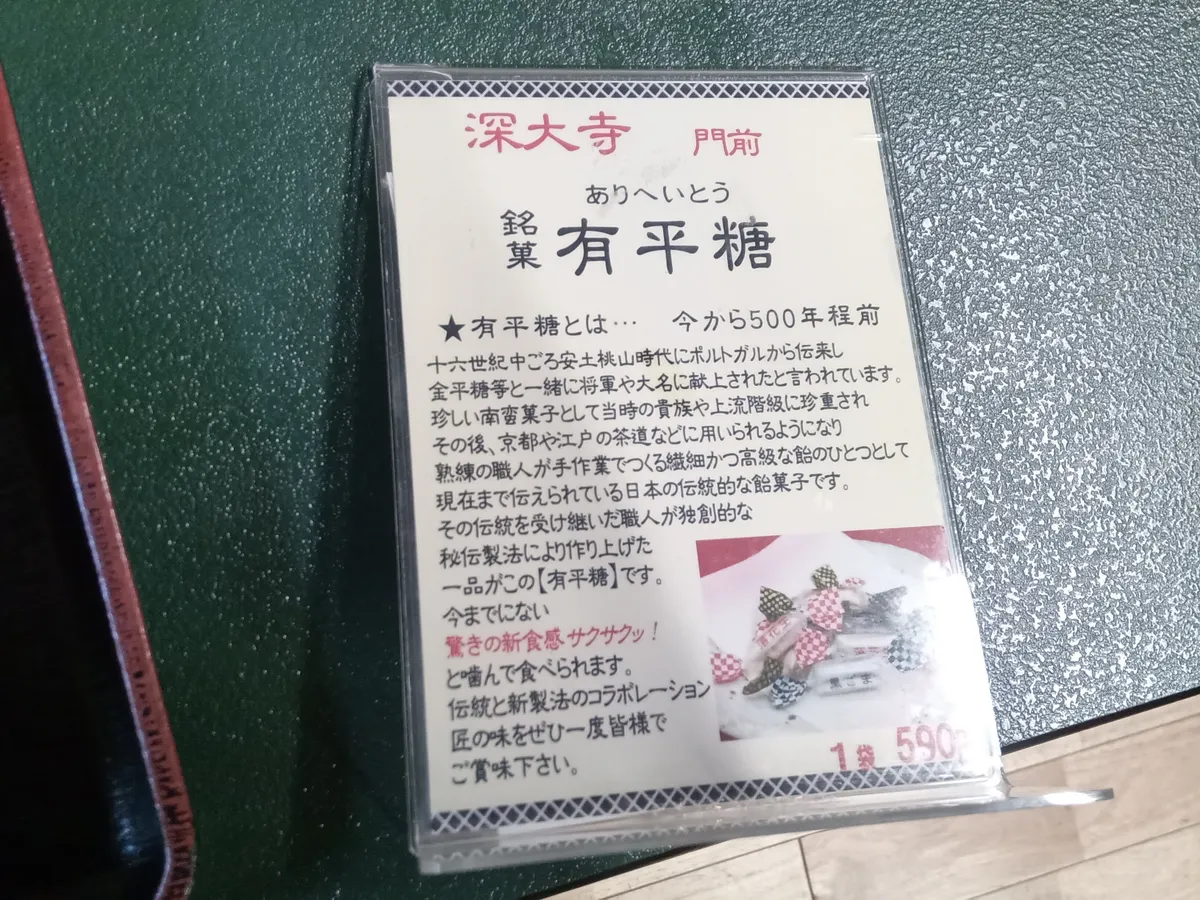 深大寺 門前
ありへいとう
銘菓 有平糖
★有平糖とは… 今から500年程前
十六世紀中ごろ安土桃山時代にポルトガルから伝来し
金平糖等と一緒に将軍や大名に献上されたと言われています。
珍しい南蛮菓子として当時の貴族や上流階級に珍重され
その後、京都や江戸の茶道などに用いられるようになり
熟練の職人が手作業でつくる繊細かつ高級な飴のひとつとして
現在まで伝えられている日本の伝統的な飴菓子です。
その伝統を受け継いだ職人が独創的な
秘伝製法により作り上げた
一品がこの【有平糖】です。
今までにない
驚きの新食感 サクサクッ！
と噛んで食べられます。
伝統と新製法のコラボレーション
匠の味をぜひ一度皆様で
ご賞味下さい。
1袋 590